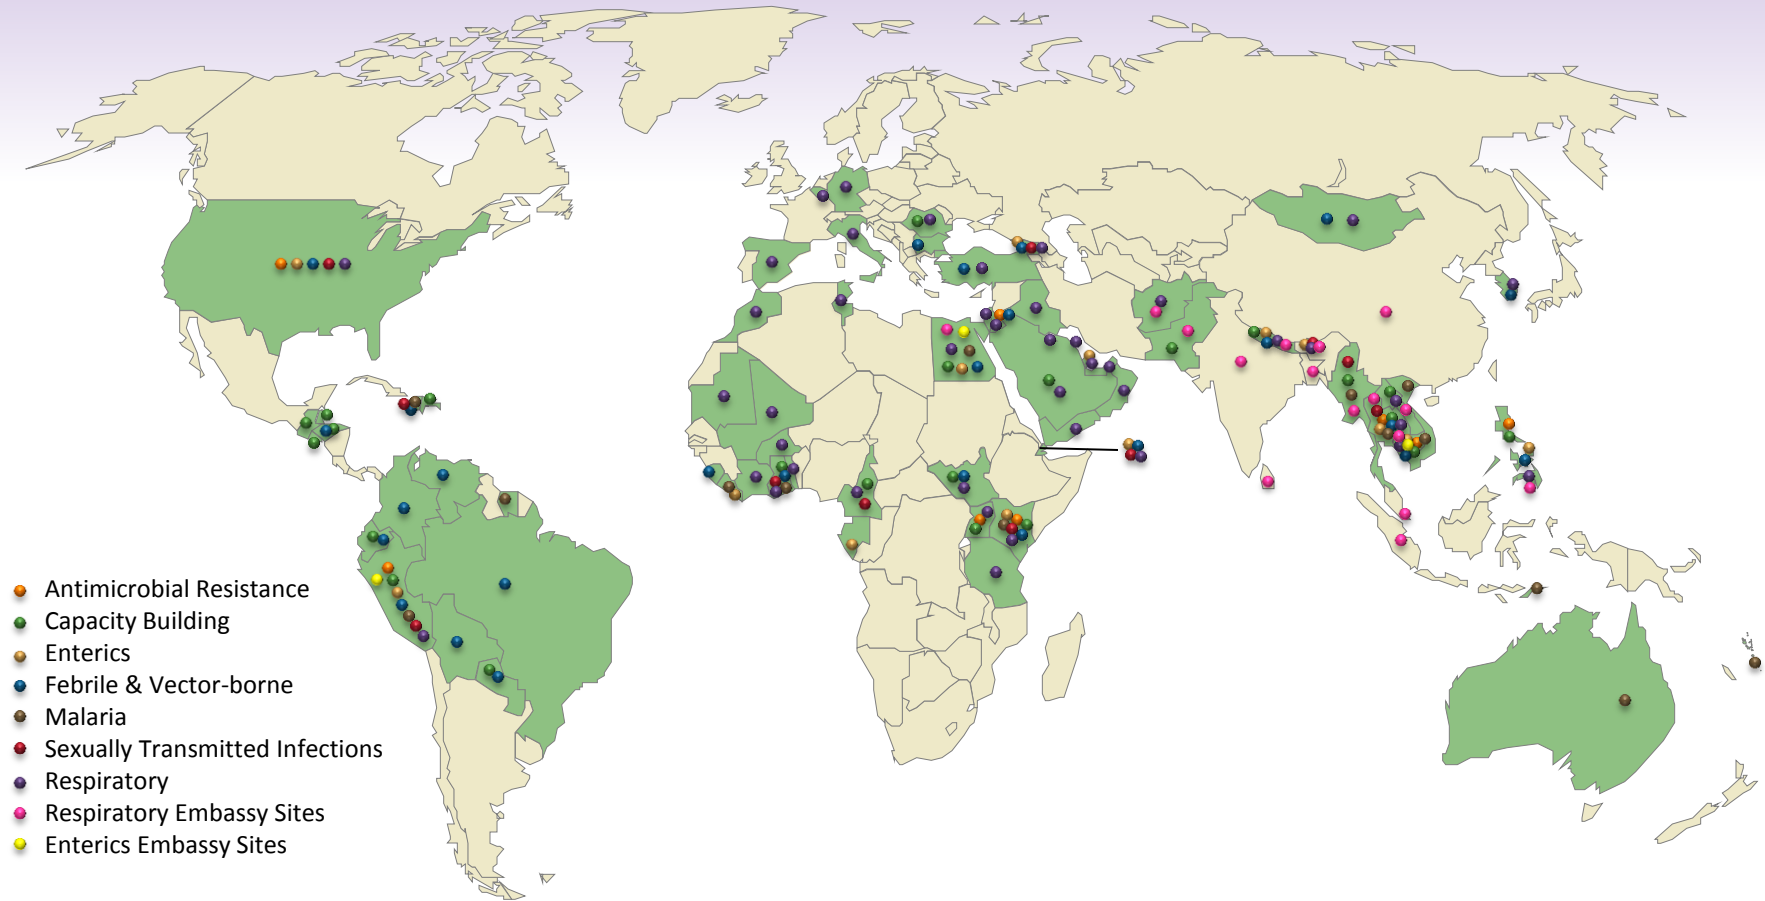 Antimicrobial Resistance
Capacity Building
Enterics
Febrile & Vector-borne
Malaria
Sexually Transmitted Infections
Respiratory
Respiratory Embassy Sites
Enterics Embassy Sites